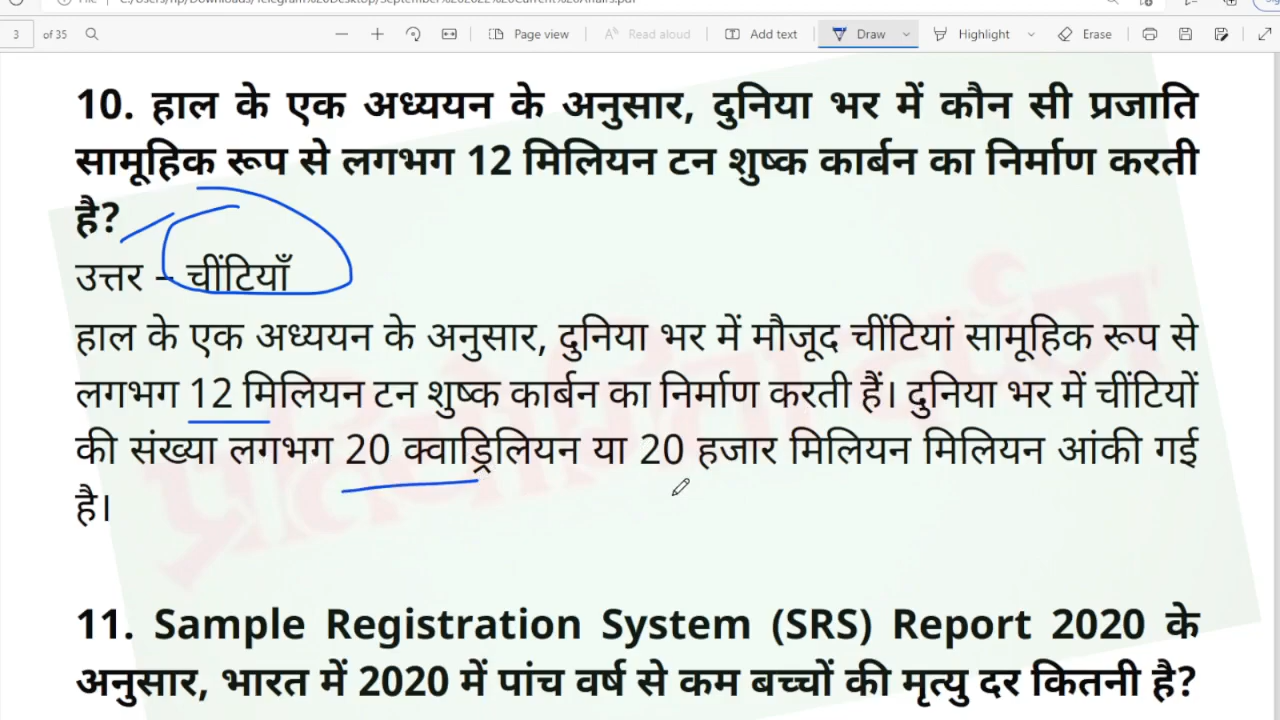 3 of 35 Page view Read aloud Add text Draw Highlight Erase
10. हाल के एक अध्ययन के अनुसार, दुनिया भर में कौन सी प्रजाति
सामूहिक रूप से लगभग 12 मिलियन टन शुष्क कार्बन का निर्माण करती
है?
उत्तर – चींटियाँ
हाल के एक अध्ययन के अनुसार, दुनिया भर में मौजूद चींटियां सामूहिक रूप से
लगभग 12 मिलियन टन शुष्क कार्बन का निर्माण करती हैं। दुनिया भर में चींटियों
की संख्या लगभग 20 क्वाड्रिलियन या 20 हजार मिलियन मिलियन आंकी गई
है।
11. Sample Registration System (SRS) Report 2020 के
अनुसार, भारत में 2020 में पांच वर्ष से कम बच्चों की मृत्यु दर कितनी है?